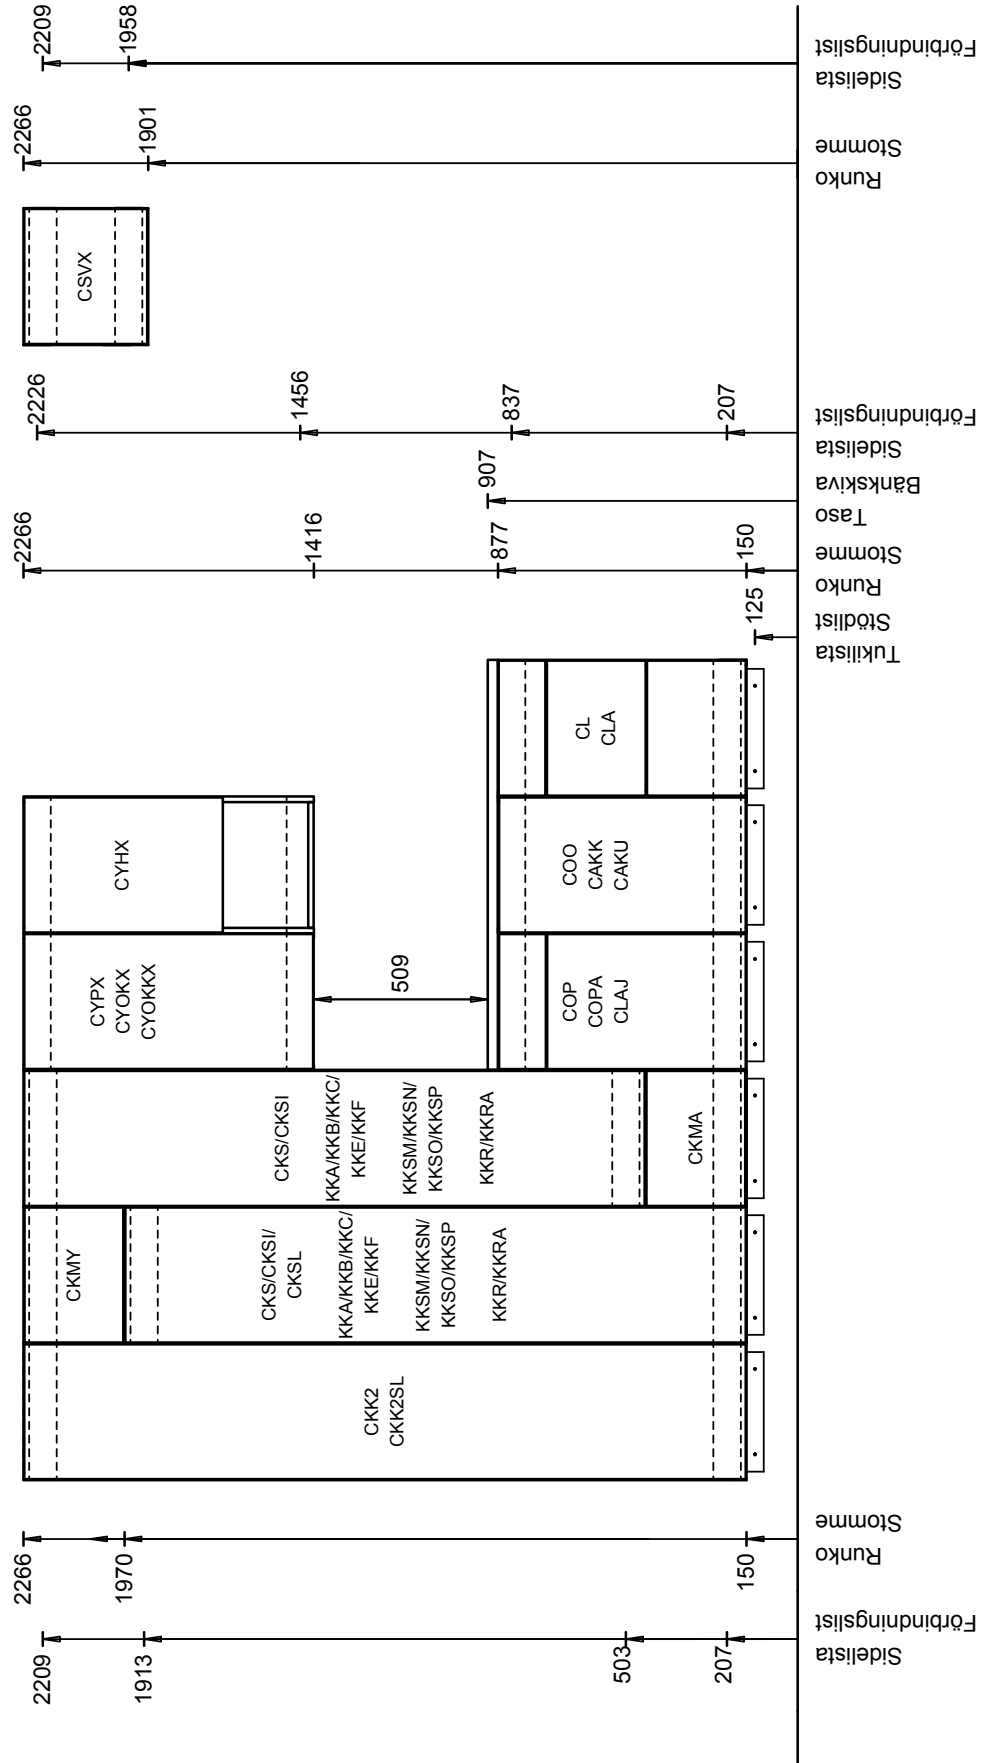 2209
1958
Sidelista
Förbindningslist
2266
1901
Runko
Stomme
CSVX
2226
1456
837
207
Sidelista
Förbindningslist
907
Taso
Bänkskiva
2266
1416
877
150
Runko
Stomme
125
Tukilista
Stödlist
CL
CLA
CYHX
COO
CAKK
CAKU
CYPX
CYOKX
CYOKKX
509
COP
COPA
CLAJ
CKS/CKSI
KKA/KKB/KKC/
KKE/KKF
KKSM/KKSN/
KKSO/KKSP
KKR/KKRA
CKMA
CKMY
CKS/CKSI/
CKSL
KKA/KKB/KKC/
KKE/KKF
KKSM/KKSN/
KKSO/KKSP
KKR/KKRA
CKK2
CKK2SL
2266
1970
150
Runko
Stomme
2209
1913
503
207
Sidelista
Förbindningslist